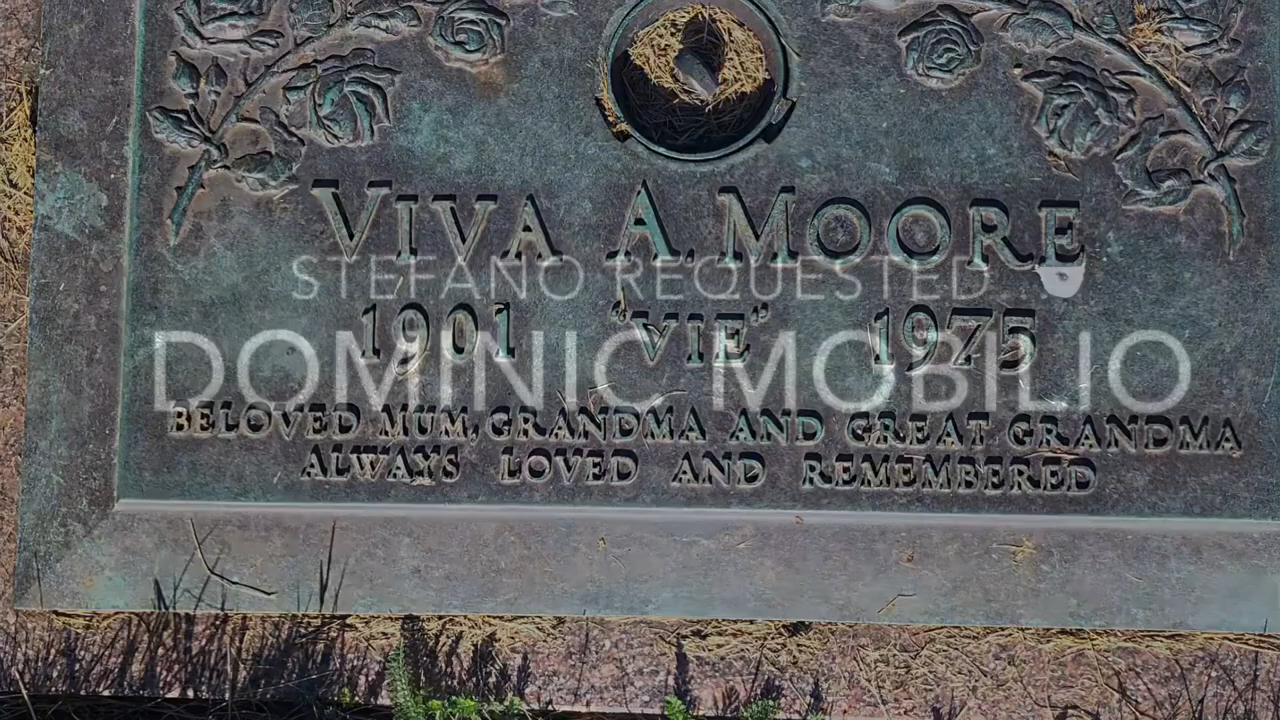 VIVA A. MOORE
STEFANO REQUESTED
1901 "VIE" 1975
DOMINIC MOBILIO
BELOVED MUM, GRANDMA AND GREAT GRANDMA
ALWAYS LOVED AND REMEMBERED